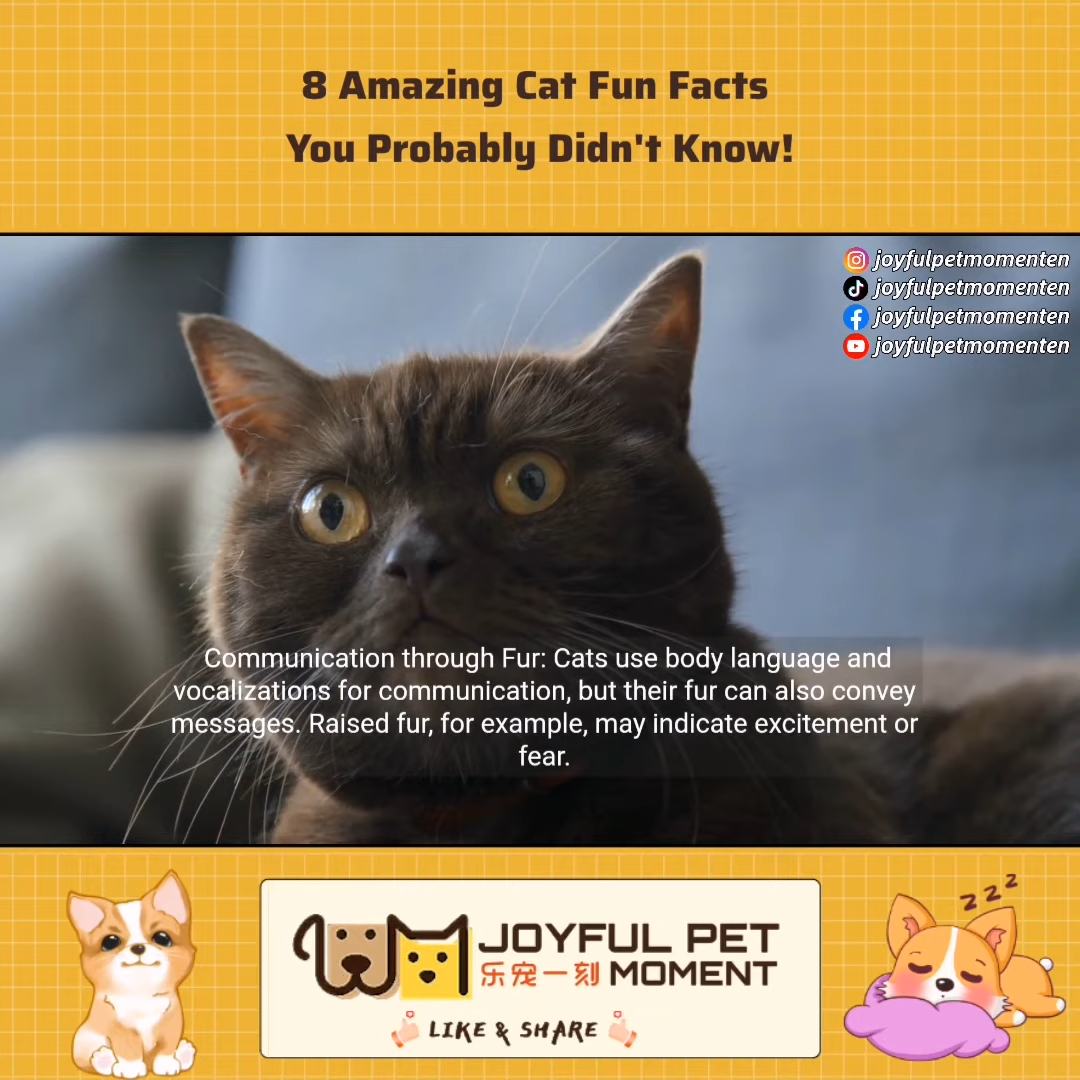 8 Amazing Cat Fun Facts
You Probably Didn't Know!
joyfulpetmomenten
joyfulpetmomenten
joyfulpetmomenten
joyfulpetmomenten
Communication through Fur: Cats use body language and
vocalizations for communication, but their fur can also convey
messages. Raised fur, for example, may indicate excitement or
fear.
JOYFUL PET
乐宠一刻 MOMENT
LIKE & SHARE
z z z